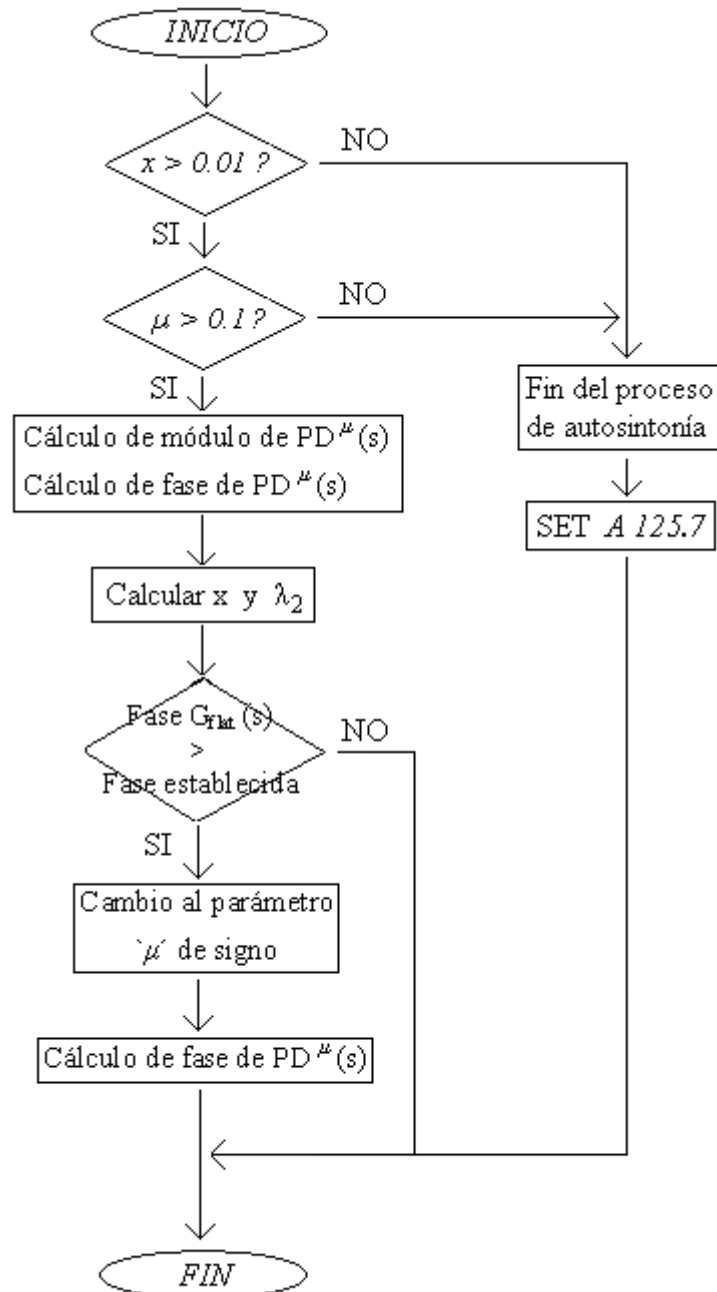 INICIO
NO
x > 0.01 ?
SI
NO
μ > 0.1 ?
SI
Fin del proceso
de autosintonía
Cálculo de módulo de PD^μ(s)
Cálculo de fase de PD^μ(s)
SET A 125.7
Calcular x y λ₂
Fase G_flat(s)
>
Fase establecida
NO
SI
Cambio al parámetro
`μ´ de signo
Cálculo de fase de PD^μ(s)
FIN